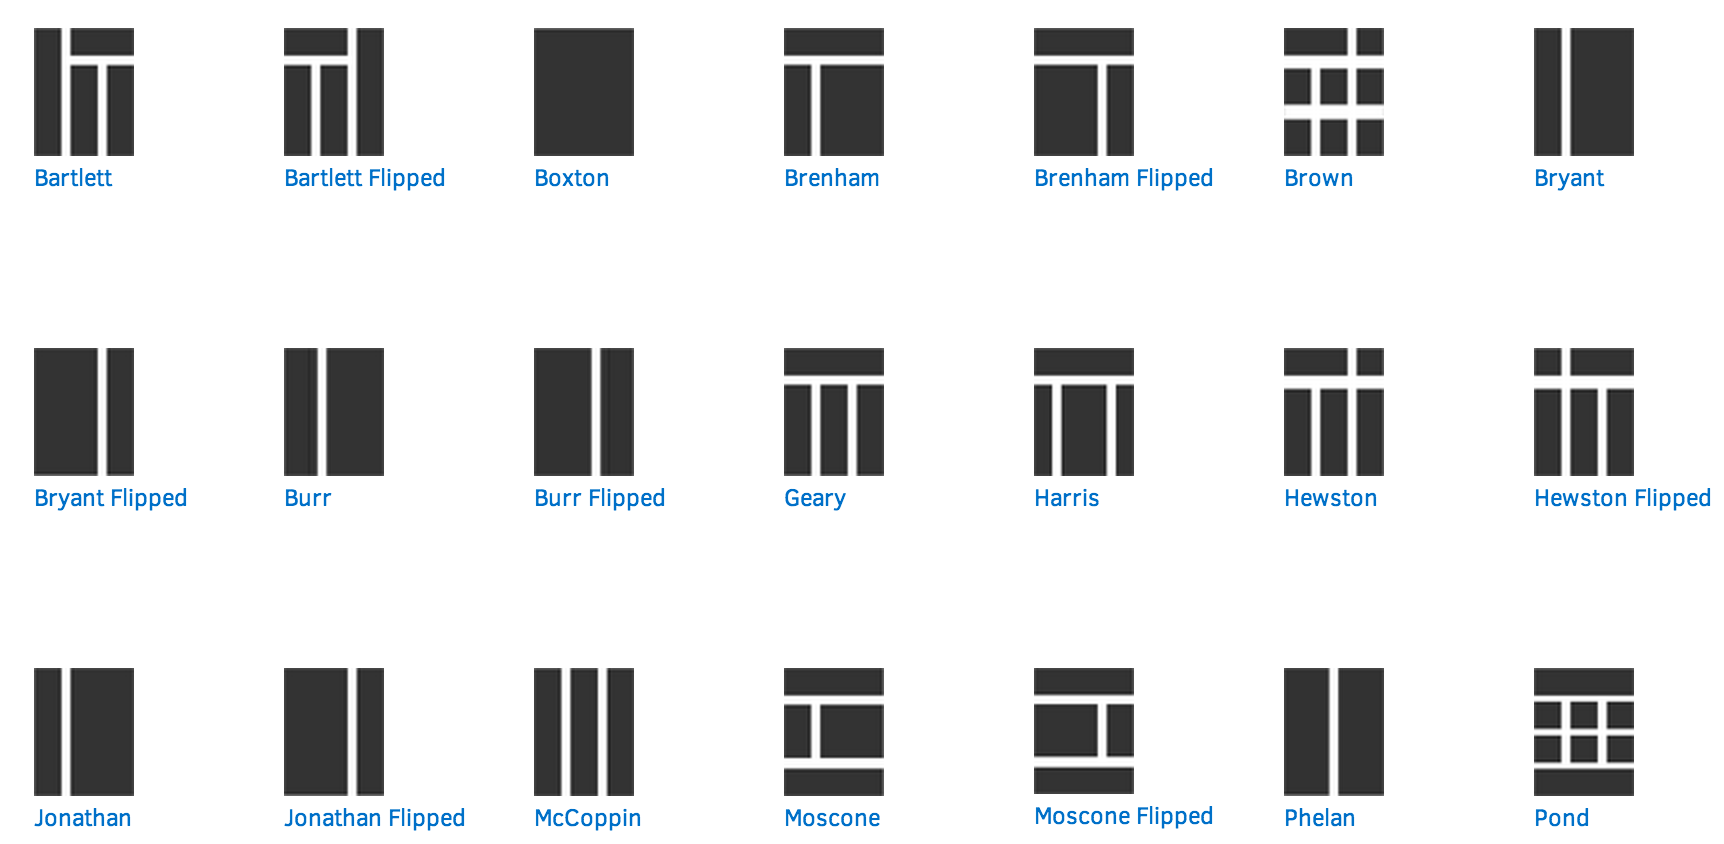 Bartlett
Bartlett Flipped
Boxton
Brenham
Brenham Flipped
Brown
Bryant
Bryant Flipped
Burr
Burr Flipped
Geary
Harris
Hewston
Hewston Flipped
Jonathan
Jonathan Flipped
McCoppin
Moscone
Moscone Flipped
Phelan
Pond